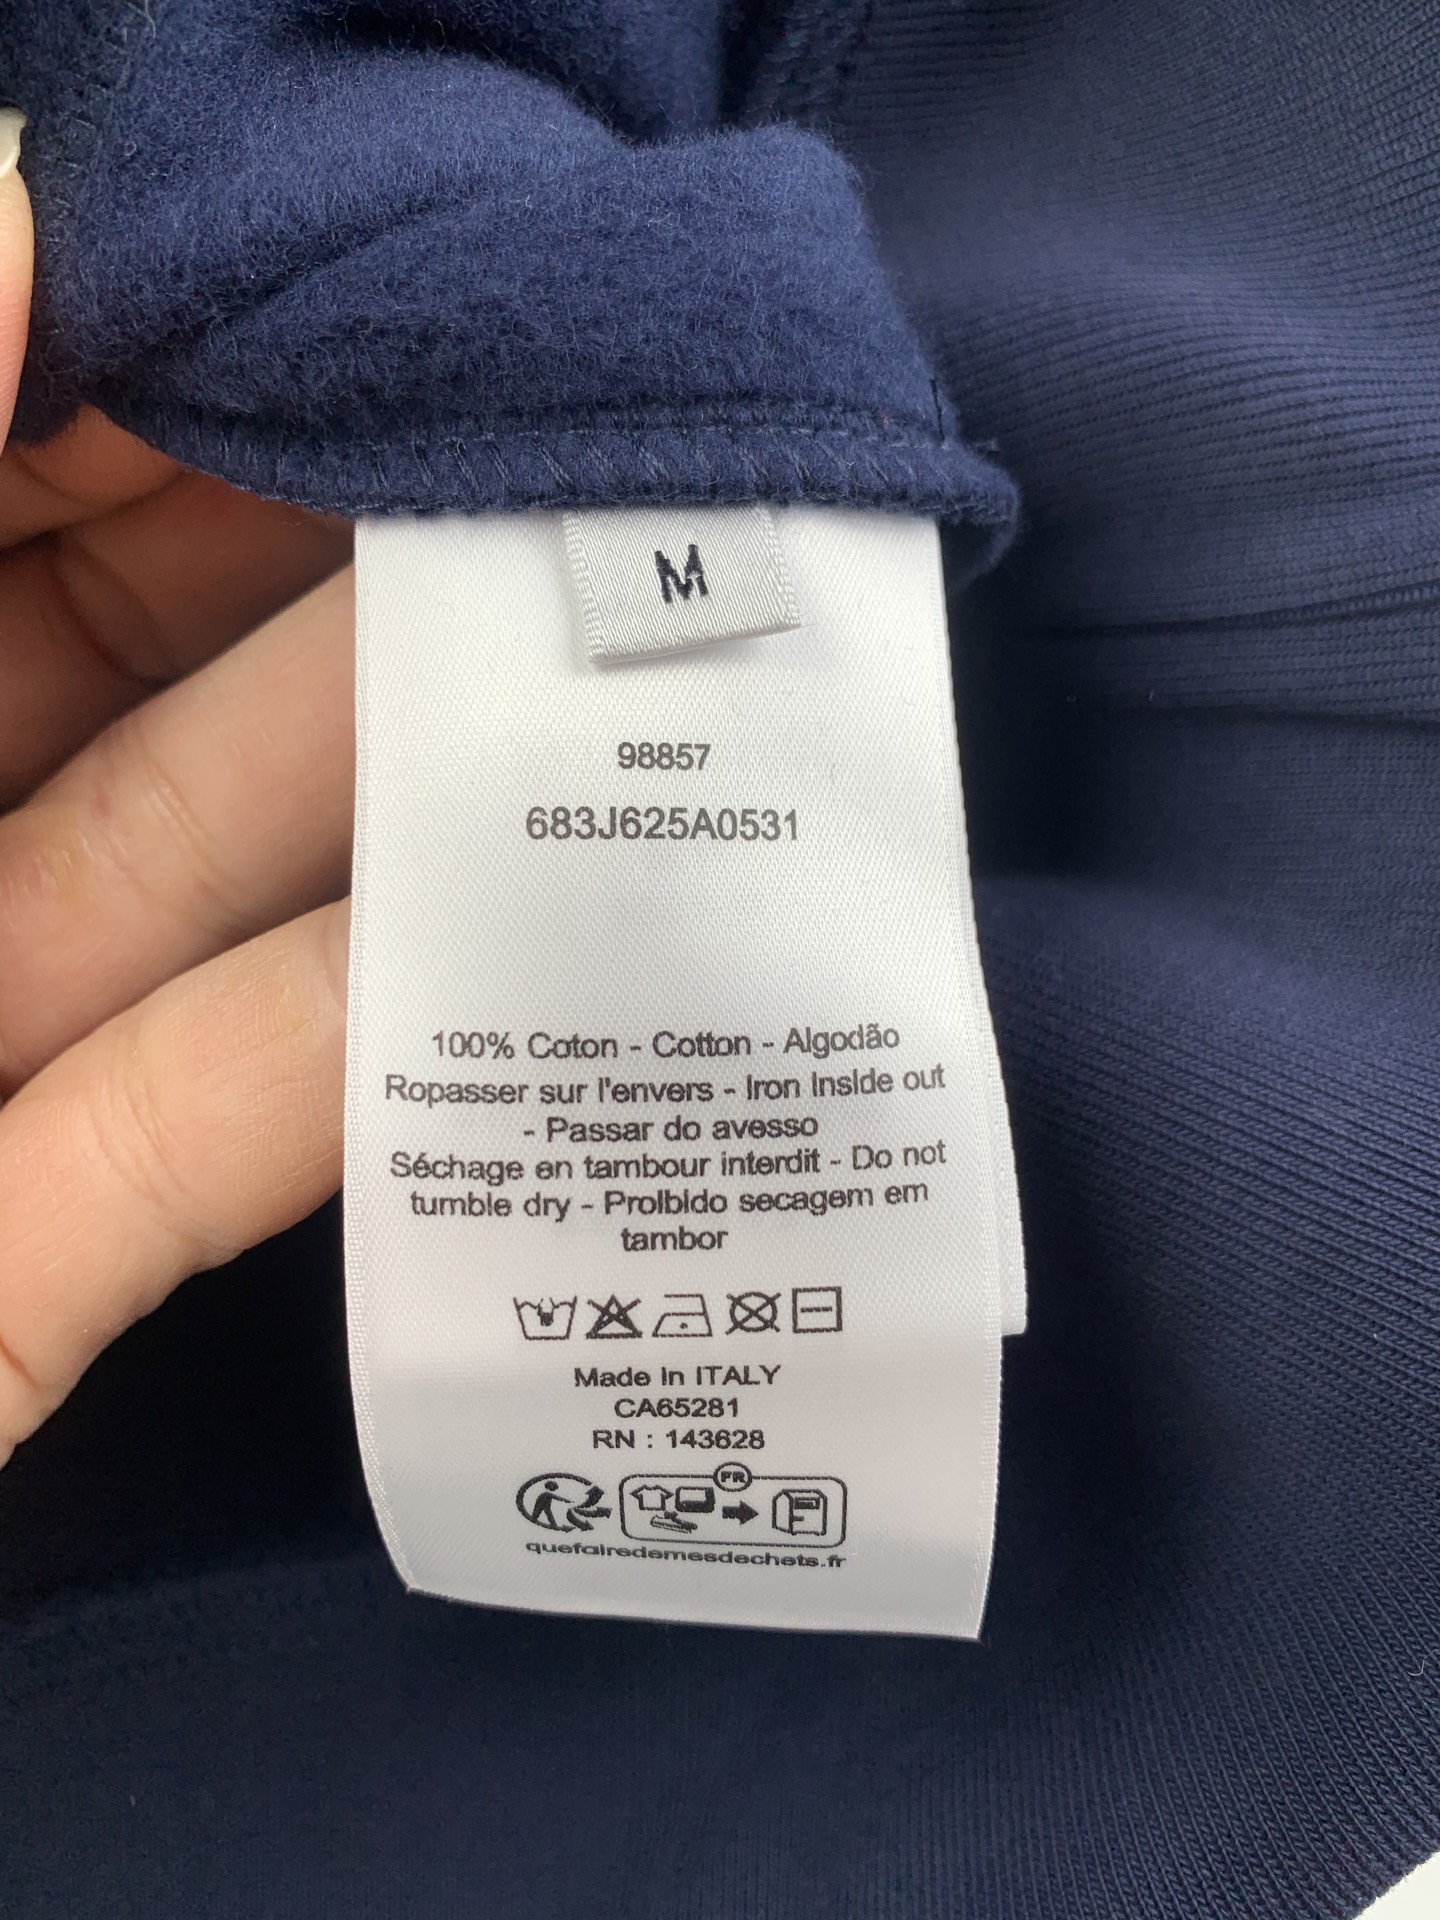 M
98857
683J625A0531
100% Coton - Cotton - Algodão
Ropasser sur l'envers - Iron Inside out
- Passar do avesso
Séchage en tambour interdit - Do not
tumble dry - Proibido secagem em
tambor
Made In ITALY
CA65281
RN : 143628
FR
quefairedemesdechets.fr